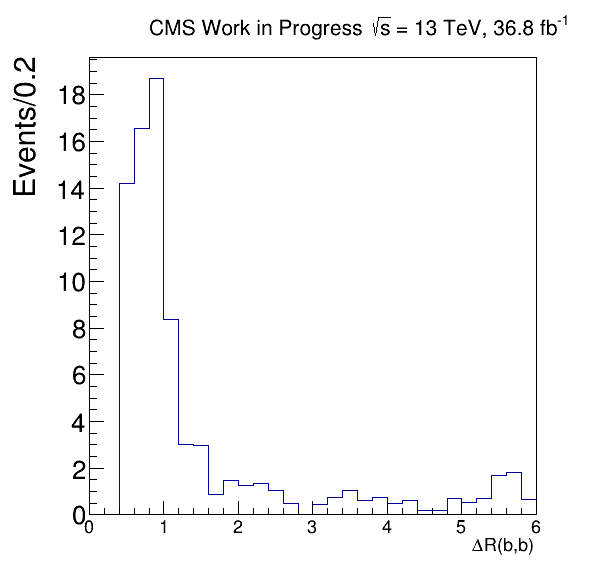 CMS Work in Progress √s = 13 TeV, 36.8 fb⁻¹
Events/0.2
18
16
14
12
10
8
6
4
2
0
0 1 2 3 4 5 6
ΔR(b,b)